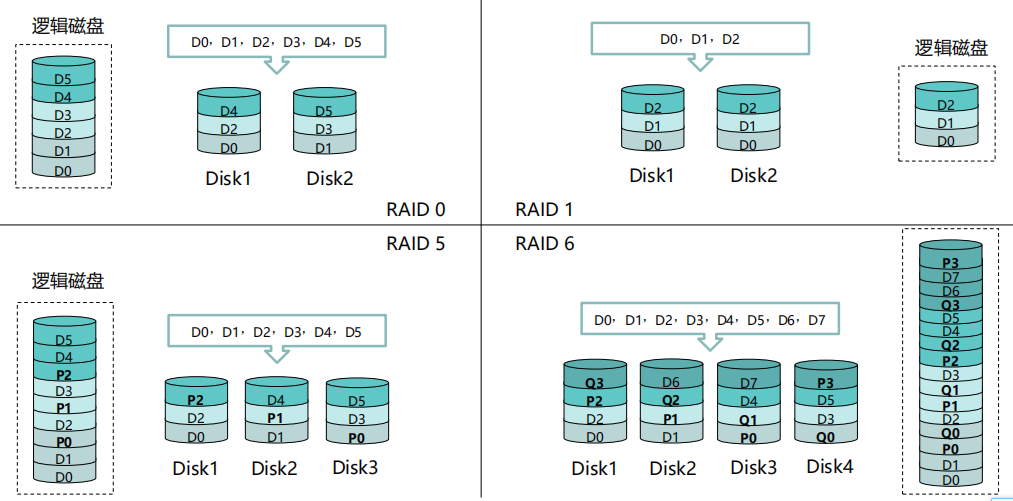 逻辑磁盘
D5
D4
D3
D2
D1
D0
D0，D1，D2，D3，D4，D5
D4
D2
D0
Disk1
D5
D3
D1
Disk2
RAID 0
D0，D1，D2
D2
D1
D0
Disk1
D2
D1
D0
Disk2
逻辑磁盘
D2
D1
D0
RAID 1
RAID 5
逻辑磁盘
D5
D4
P2
D3
P1
D2
P0
D1
D0
D0，D1，D2，D3，D4，D5
P2
D2
D0
Disk1
D4
P1
D1
Disk2
D5
D3
P0
Disk3
RAID 6
D0，D1，D2，D3，D4，D5，D6，D7
Q3
P2
D2
D0
Disk1
D6
Q2
P1
D1
Disk2
D7
D4
Q1
P0
Disk3
P3
D5
D3
Q0
Disk4
P3
D7
D6
Q3
D5
D4
Q2
P2
D3
Q1
P1
D2
Q0
P0
D1
D0